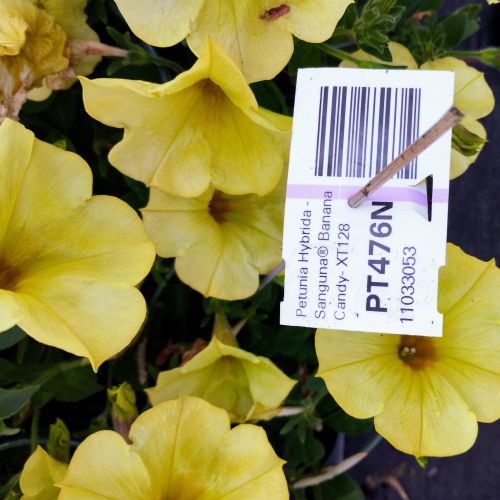 Petunia Hybrida -
Sanguna® Banana
Candy- XT128
PT476N
11033053